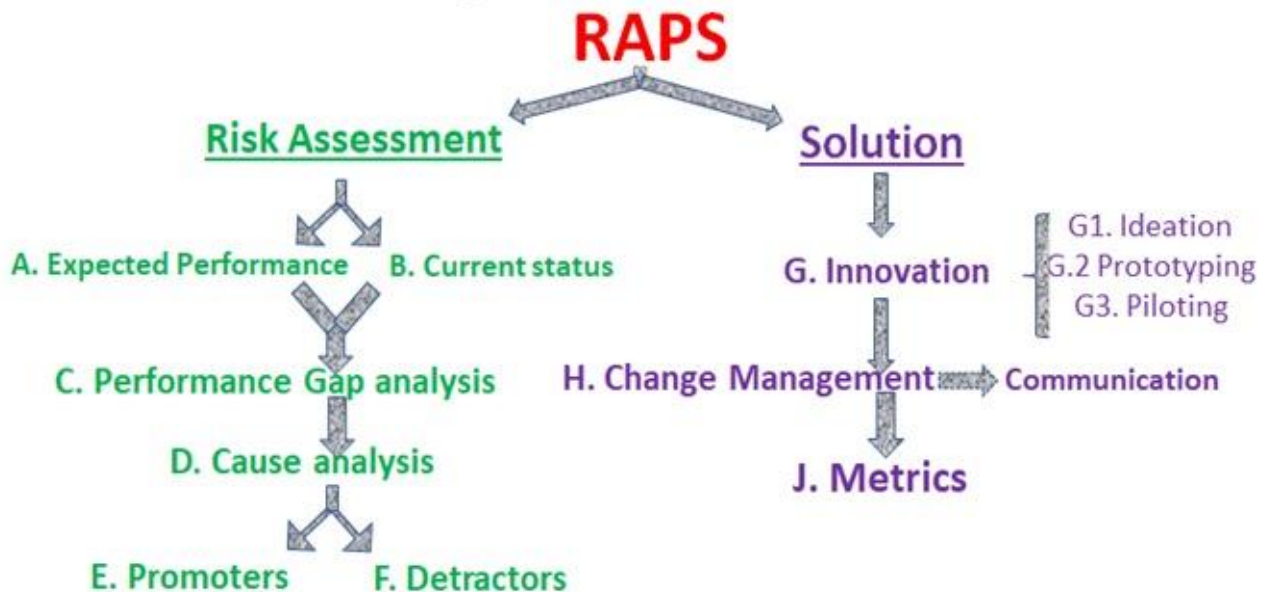 RAPS
Risk Assessment
Solution
A. Expected Performance
B. Current status
C. Performance Gap analysis
D. Cause analysis
E. Promoters
F. Detractors
G. Innovation
G1. Ideation
G.2 Prototyping
G3. Piloting
H. Change Management
Communication
J. Metrics